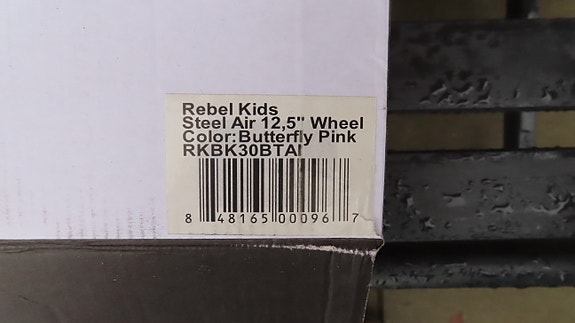 Rebel Kids
Steel Air 12,5" Wheel
Color:Butterfly Pink
RKBK30BTAI
8 48165 00096 7